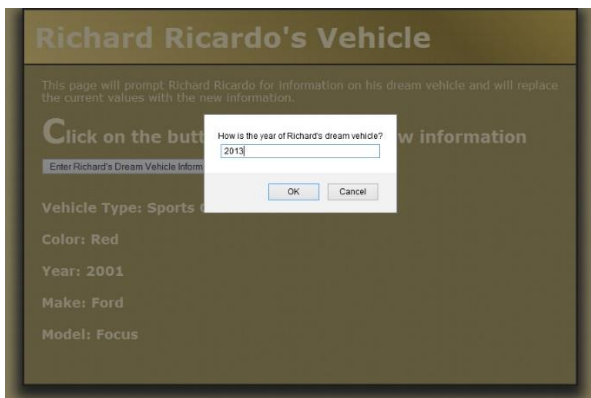 Richard Ricardo's Vehicle
This page will prompt Richard Ricardo for information on his dream vehicle and will replace
the current values with the new information.
Click on the butt w information
How is the year of Richard's dream vehicle?
2013
OK Cancel
Enter Richard's Dream Vehicle Inform
Vehicle Type: Sports
Color: Red
Year: 2001
Make: Ford
Model: Focus